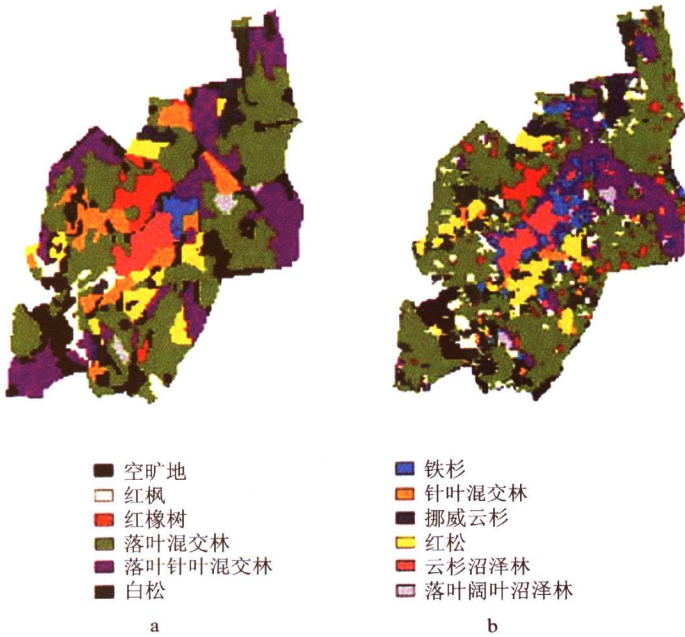 空旷地
红枫
红橡树
落叶混交林
落叶针叶混交林
白松
铁杉
针叶混交林
挪威云杉
红松
云杉沼泽林
落叶阔叶沼泽林
a
b